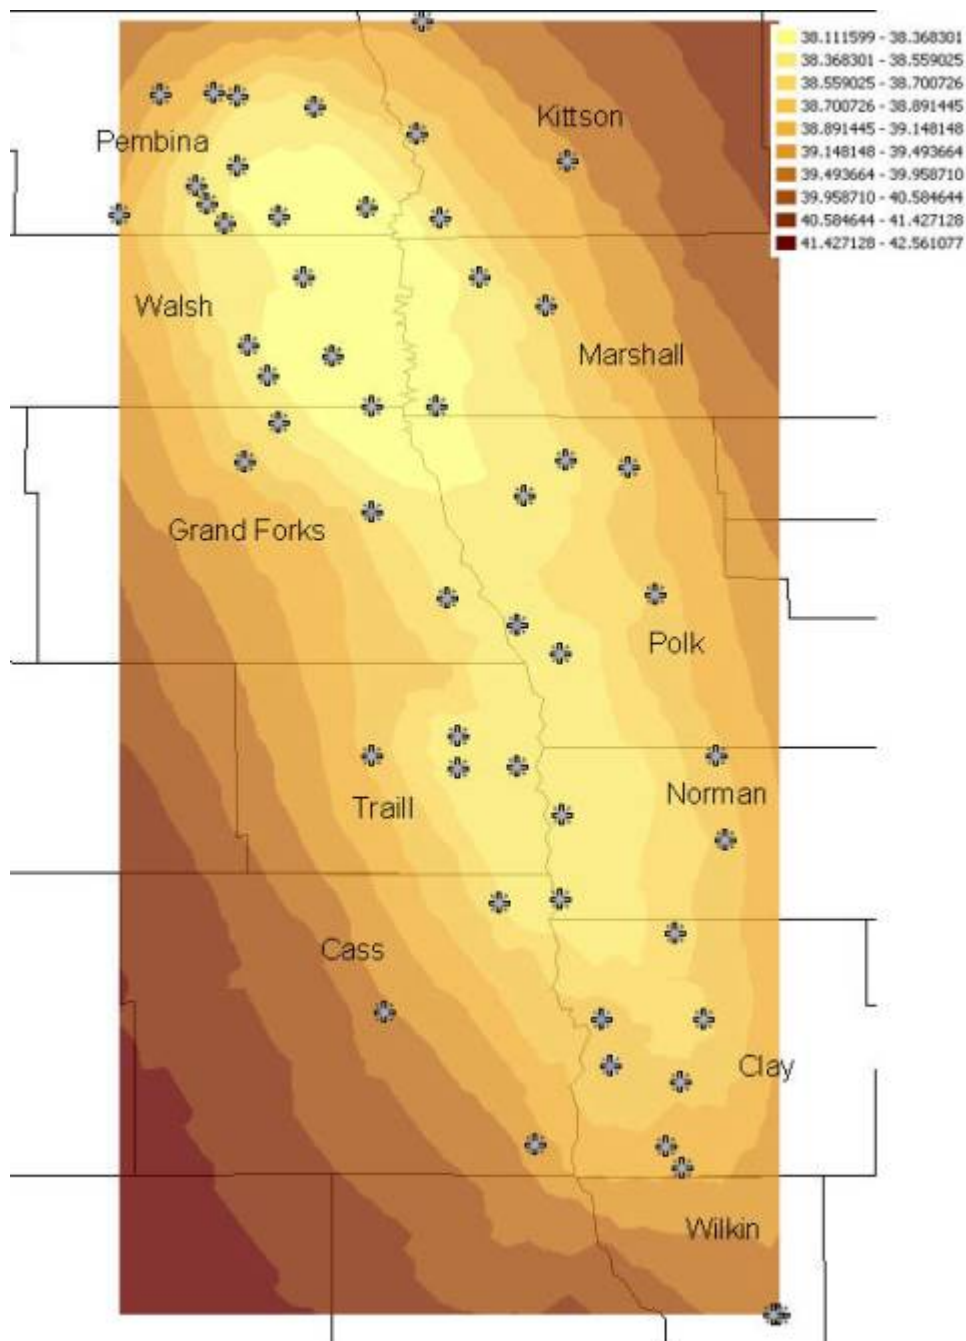 38.111599 - 38.368301
38.368301 - 38.559025
38.559025 - 38.700726
38.700726 - 38.891445
38.891445 - 39.148148
39.148148 - 39.493664
39.493664 - 39.958710
39.958710 - 40.584644
40.584644 - 41.427128
41.427128 - 42.561077
Kittson
Pembina
Walsh
Marshall
Grand Forks
Polk
Norman
Traill
Cass
Clay
Wilkin